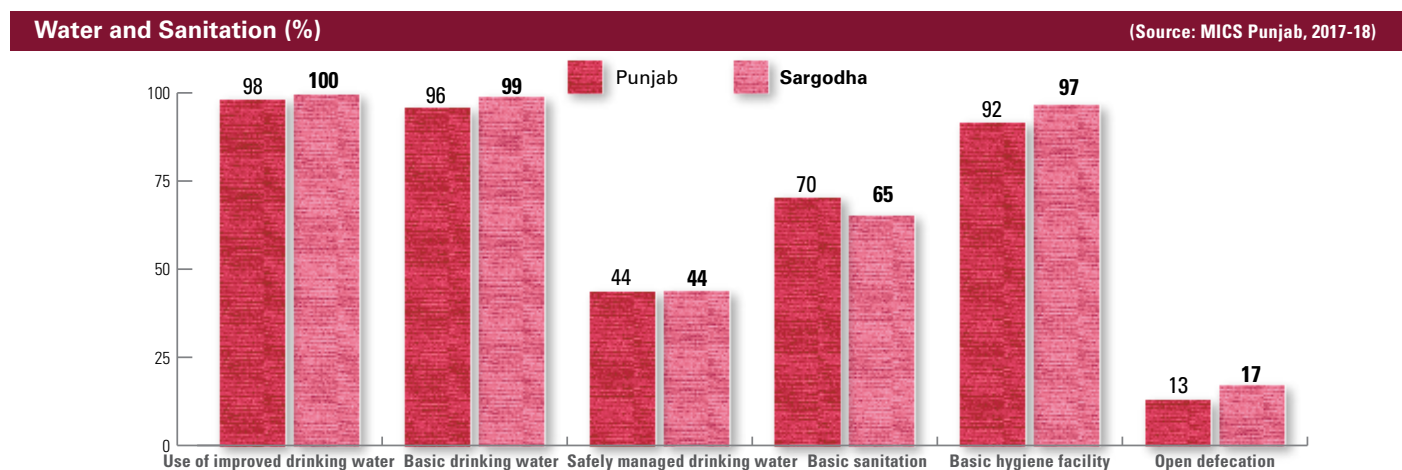 Water and Sanitation (%) (Source: MICS Punjab, 2017-18)
Punjab Sargodha
98 100 96 99 44 44 70 65 92 97 13 17
100
75
50
25
0
Use of improved drinking water Basic drinking water Safely managed drinking water Basic sanitation Basic hygiene facility Open defecation